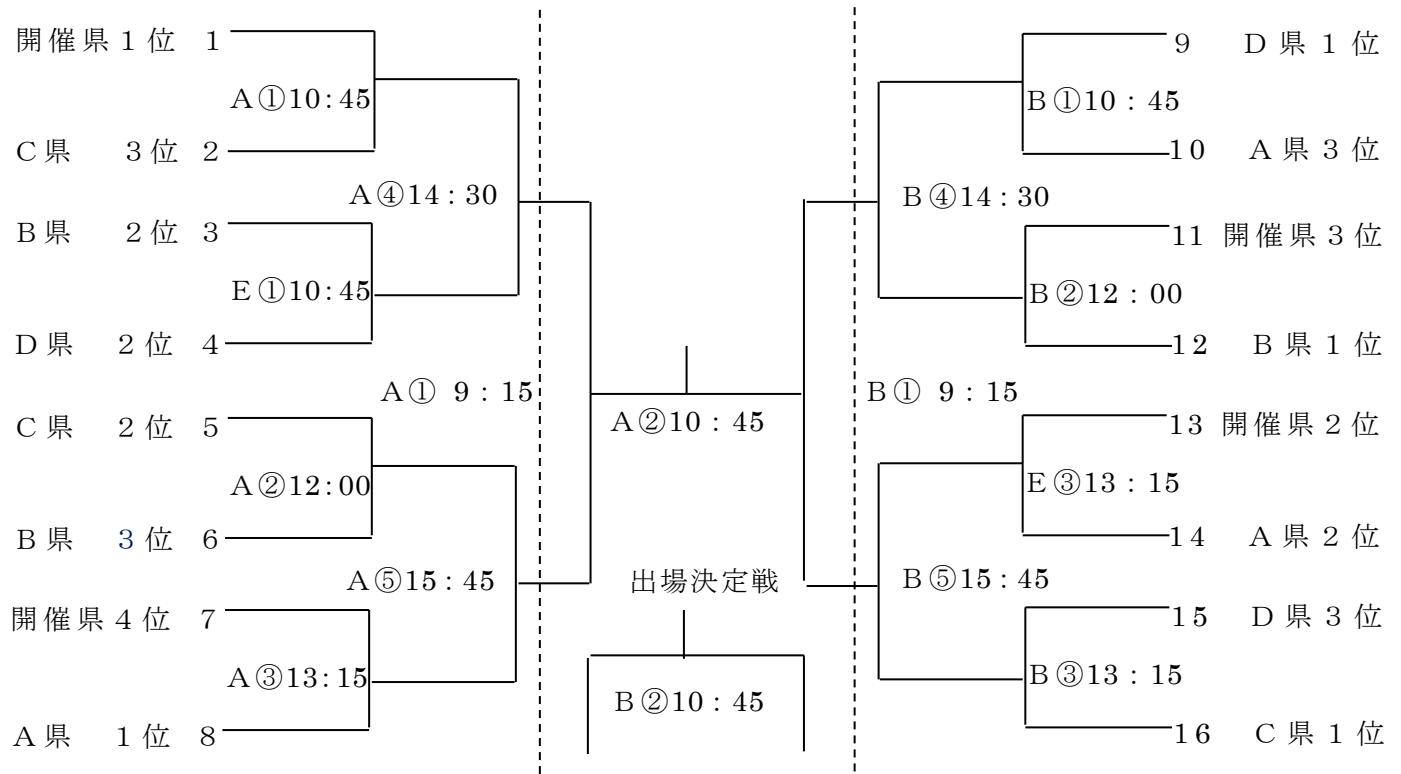 開催県１位 1
A①10:45
C県 3位 2
A④14:30
B県 2位 3
E①10:45
D県 2位 4
A① 9:15
C県 2位 5
A②12:00
B県 3位 6
A⑤15:45
開催県４位 7
A③13:15
A県 1位 8
A②10:45
出場決定戦
B②10:45
9 D県1位
B①10:45
10 A県3位
B④14:30
11 開催県3位
B②12:00
12 B県1位
B① 9:15
13 開催県2位
E③13:15
14 A県2位
B⑤15:45
15 D県3位
B③13:15
16 C県1位